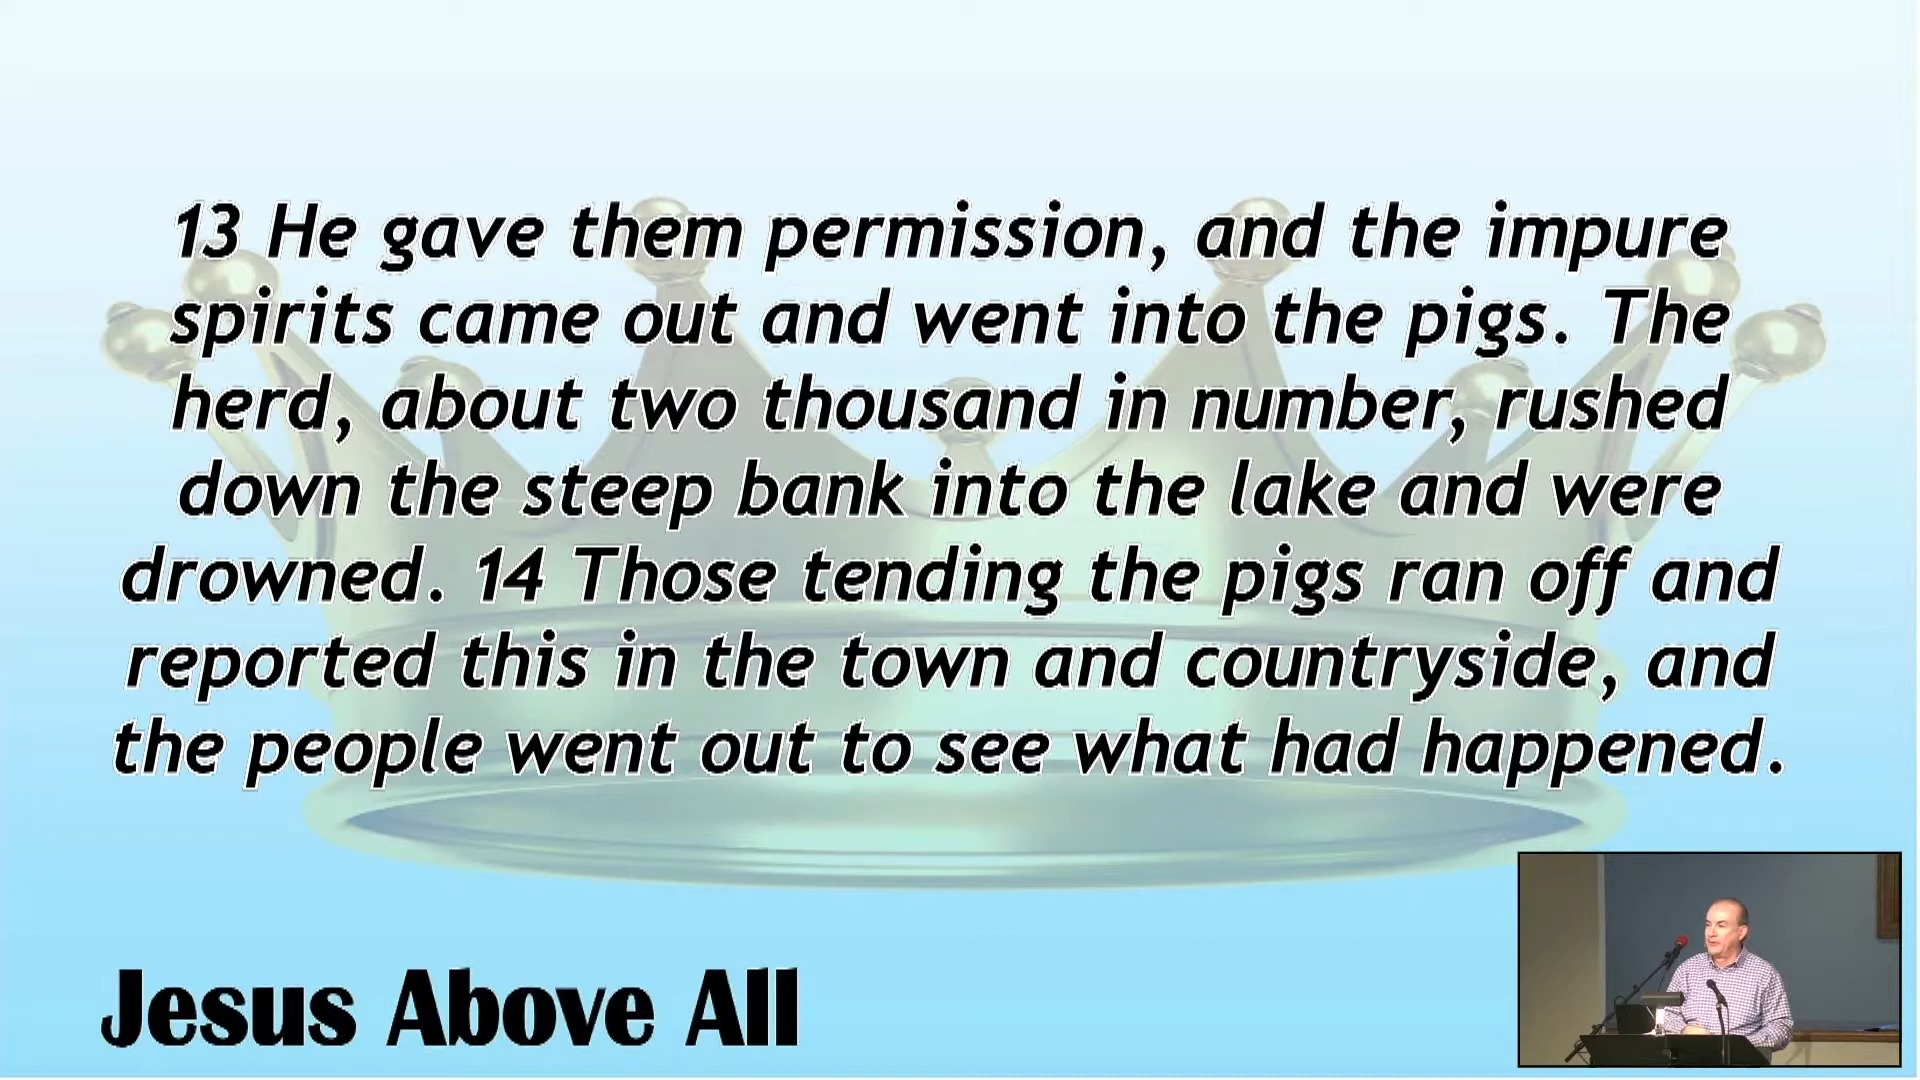 13 He gave them permission, and the impure
spirits came out and went into the pigs. The
herd, about two thousand in number, rushed
down the steep bank into the lake and were
drowned. 14 Those tending the pigs ran off and
reported this in the town and countryside, and
the people went out to see what had happened.
Jesus Above All